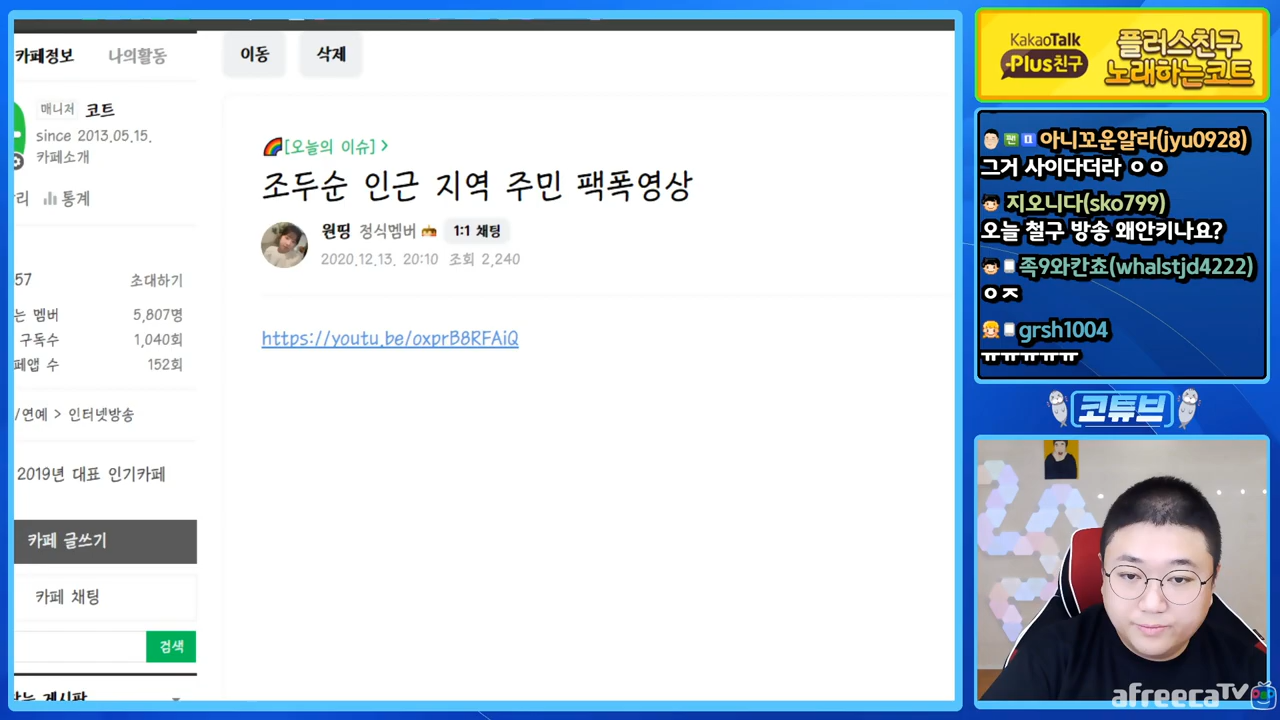 카페정보 나의활동
매니저 코트
since 2013.05.15.
카페소개
통계
57 초대하기
는 멤버 5,807명
구독수 1,040회
페앱 수 152회
/연예 > 인터넷방송
2019년 대표 인기카페
카페 글쓰기
카페 채팅
검색
이동 삭제
[오늘의 이슈] >
조두순 인근 지역 주민 팩폭영상
원띵 정식멤버 1:1 채팅
2020.12.13. 20:10 조회 2,240
https://youtu.be/oxprB8RFAiQ
KakaoTalk
Plus친구
플러스친구
노래하는코트
팬 아니꼬운알라(jyu0928)
그거 사이다더라 ㅇㅇ
지오니다(sko799)
오늘 철구 방송 왜안키나요?
족9와칸쵸(whalstjd4222)
ㅇㅈ
grsh1004
ㅠㅠㅠㅠㅠ
코튜브
afreecaTV